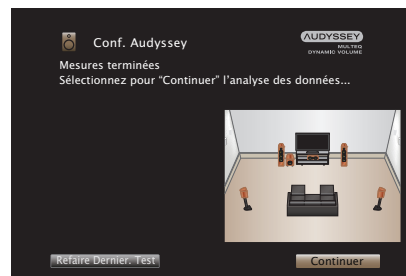 Conf. Audyssey
AUDYSSEY
MULTEQ
DYNAMIC VOLUME
Mesures terminées
Sélectionnez pour “Continuer” l’analyse des données...
Refaire Dernier. Test
Continuer